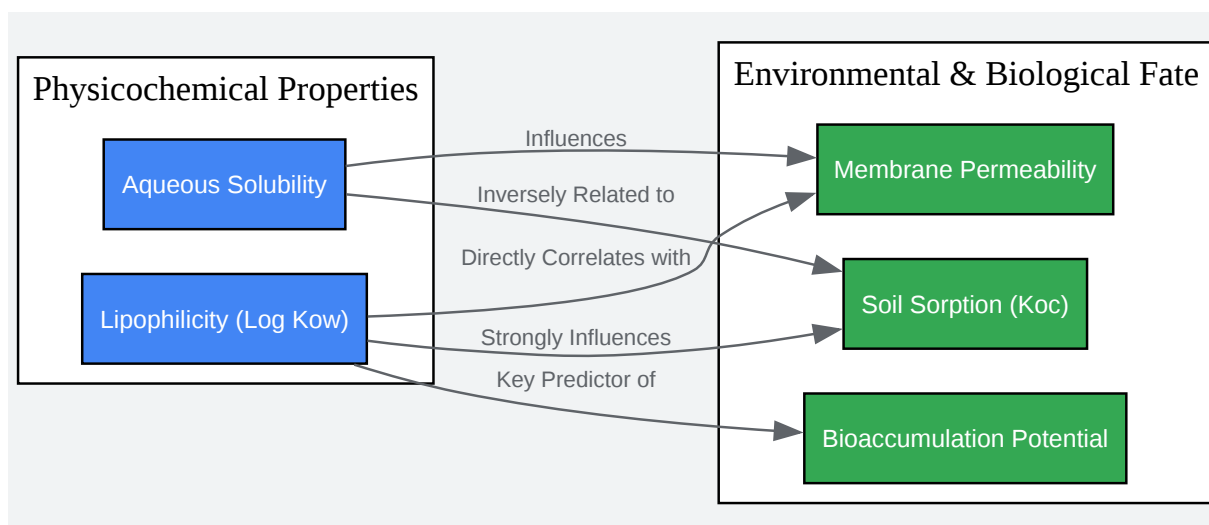 Physicochemical Properties
Aqueous Solubility
Lipophilicity (Log Kow)
Influences
Inversely Related to
Directly Correlates with
Strongly Influences
Key Predictor of
Environmental & Biological Fate
Membrane Permeability
Soil Sorption (Koc)
Bioaccumulation Potential